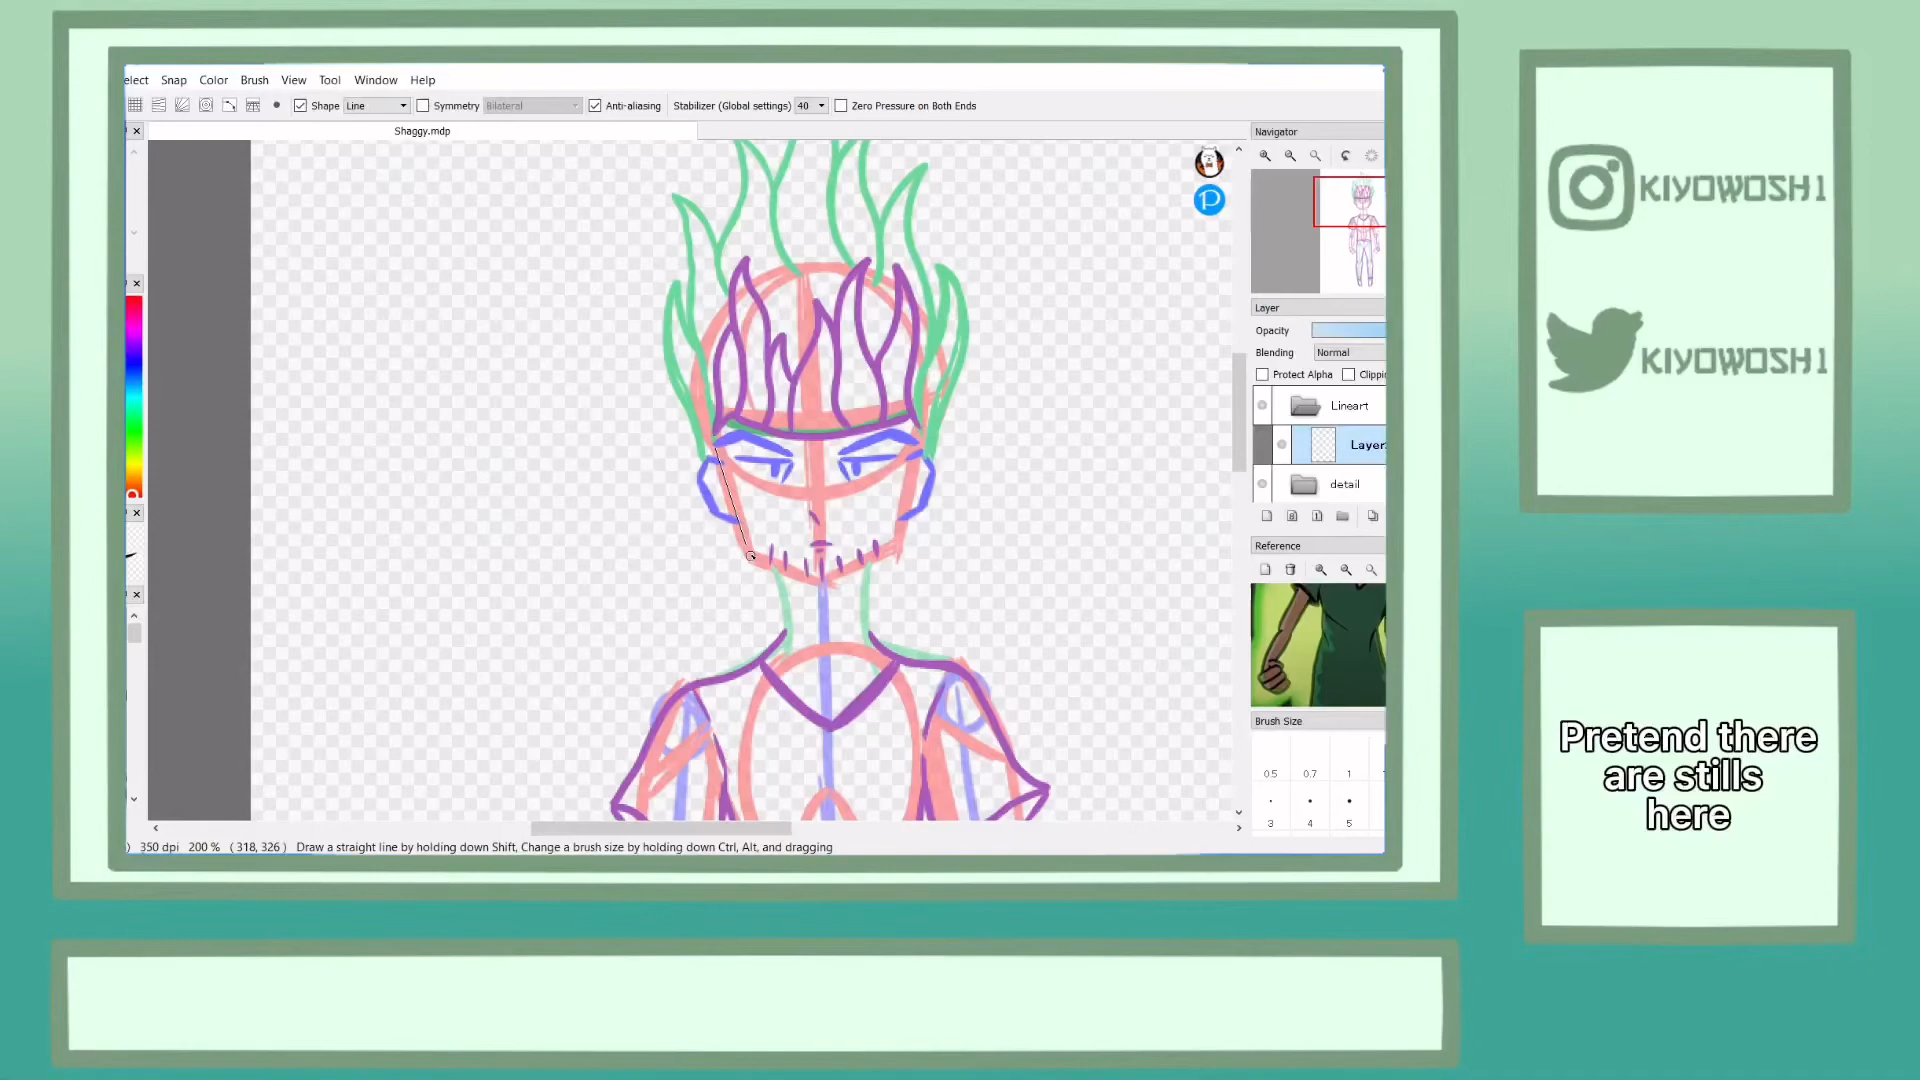 elect Snap Color Brush View Tool Window Help
Shape Line Symmetry Bilateral Anti-aliasing Stabilizer (Global settings) 40 Zero Pressure on Both Ends
Shaggy.mdp
Navigator
Layer
Opacity
Blending Normal
Protect Alpha Clippi
Lineart
Layer
detail
Reference
Brush Size
0.5 0.7 1
3 4 5
) 350 dpi 200 % ( 318, 326 ) Draw a straight line by holding down Shift, Change a brush size by holding down Ctrl, Alt, and dragging
KIYOWOSH1
KIYOWOSH1
Pretend there
are stills
here